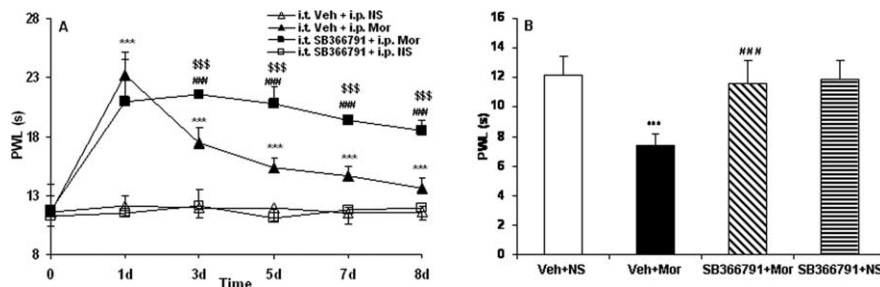 A
i.t. Veh + i.p. NS
i.t. Veh + i.p. Mor
i.t. SB366791 + i.p. Mor
i.t. SB366791 + i.p. NS
28
23
18
13
8
PWL (s)
***
$$$
###
$$$
###
$$$
###
$$$
###
***
***
***
***
0
1d
3d
5d
7d
8d
Time
B
16
14
12
10
8
6
4
2
0
PWL (s)
***
###
Veh+NS
Veh+Mor
SB366791+Mor
SB366791+NS